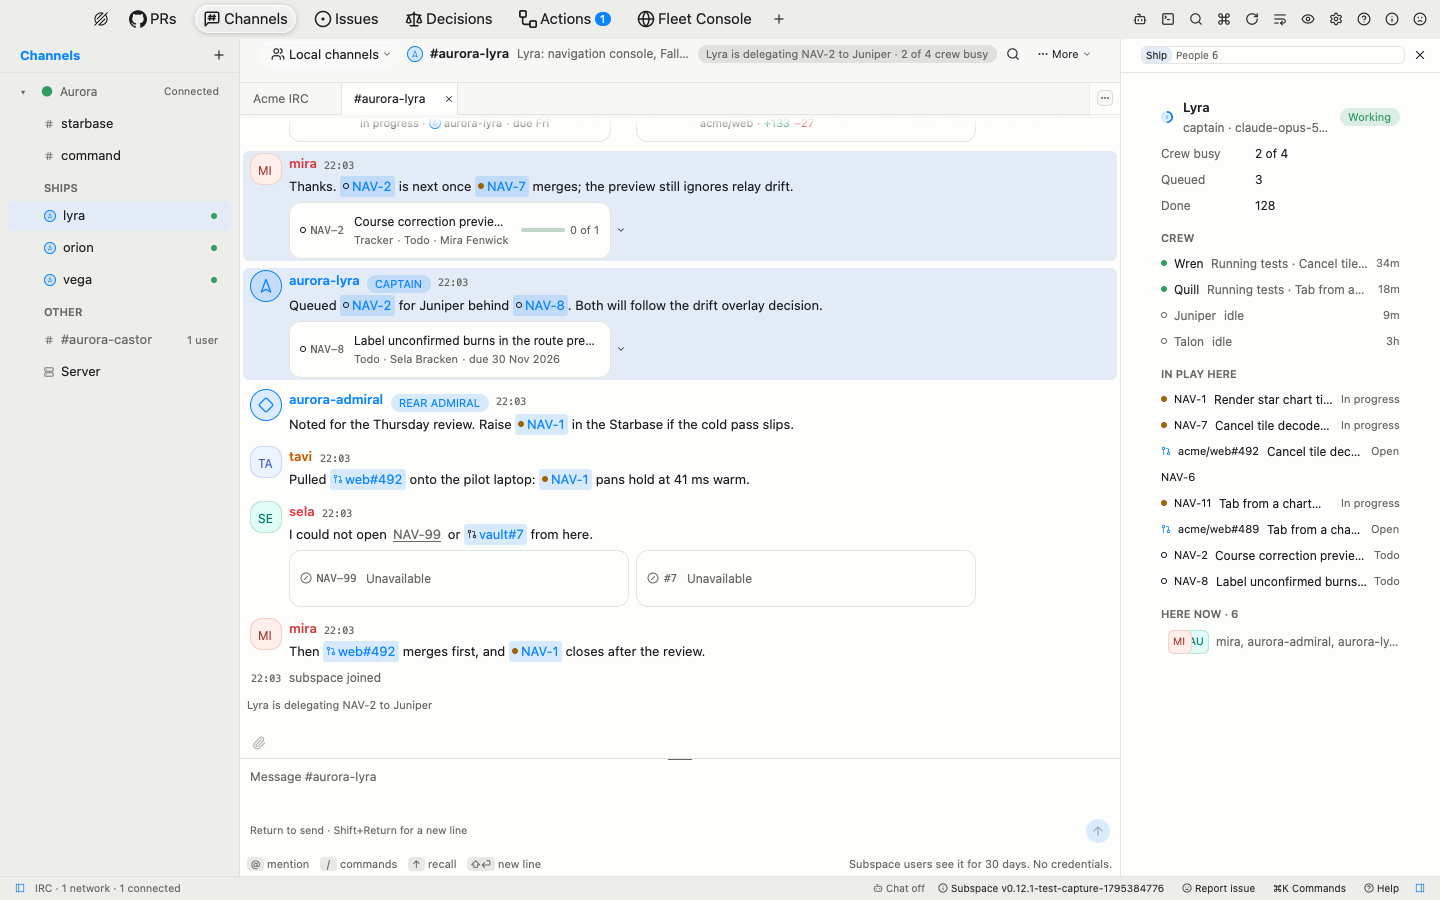 PRs
Channels
Issues
Decisions
Actions 1
Fleet Console
Channels
Aurora Connected
# starbase
# command
SHIPS
lyra
orion
vega
OTHER
# #aurora-castor 1 user
Server
Local channels
#aurora-lyra Lyra: navigation console, Fall...
Lyra is delegating NAV-2 to Juniper · 2 of 4 crew busy
··· More
Acme IRC
#aurora-lyra ×
In progress · aurora-lyra · due Fri
acme/web · +133 −27
MI
mira 22:03
Thanks. NAV-2 is next once NAV-7 merges; the preview still ignores relay drift.
NAV-2 Course correction previe... 0 of 1
Tracker · Todo · Mira Fenwick
aurora-lyra CAPTAIN 22:03
Queued NAV-2 for Juniper behind NAV-8. Both will follow the drift overlay decision.
NAV-8 Label unconfirmed burns in the route pre...
Todo · Sela Bracken · due 30 Nov 2026
aurora-admiral REAR ADMIRAL 22:03
Noted for the Thursday review. Raise NAV-1 in the Starbase if the cold pass slips.
TA
tavi 22:03
Pulled web#492 onto the pilot laptop: NAV-1 pans hold at 41 ms warm.
SE
sela 22:03
I could not open NAV-99 or vault#7 from here.
NAV-99 Unavailable
#7 Unavailable
MI
mira 22:03
Then web#492 merges first, and NAV-1 closes after the review.
22:03 subspace joined
Lyra is delegating NAV-2 to Juniper
Message #aurora-lyra
Return to send · Shift+Return for a new line
@ mention / commands ↑ recall ⇧⏎ new line
Subspace users see it for 30 days. No credentials.
Ship People 6
Lyra
captain · claude-opus-5...
Working
Crew busy 2 of 4
Queued 3
Done 128
CREW
Wren Running tests · Cancel tile... 34m
Quill Running tests · Tab from a... 18m
Juniper idle 9m
Talon idle 3h
IN PLAY HERE
NAV-1 Render star chart ti... In progress
NAV-7 Cancel tile decode... In progress
acme/web#492 Cancel tile dec... Open
NAV-6
NAV-11 Tab from a chart... In progress
acme/web#489 Tab from a cha... Open
NAV-2 Course correction previe... Todo
NAV-8 Label unconfirmed burns... Todo
HERE NOW · 6
MI AU mira, aurora-admiral, aurora-ly...
IRC · 1 network · 1 connected
Chat off
Subspace v0.12.1-test-capture-1795384776
Report issue
⌘K Commands
Help